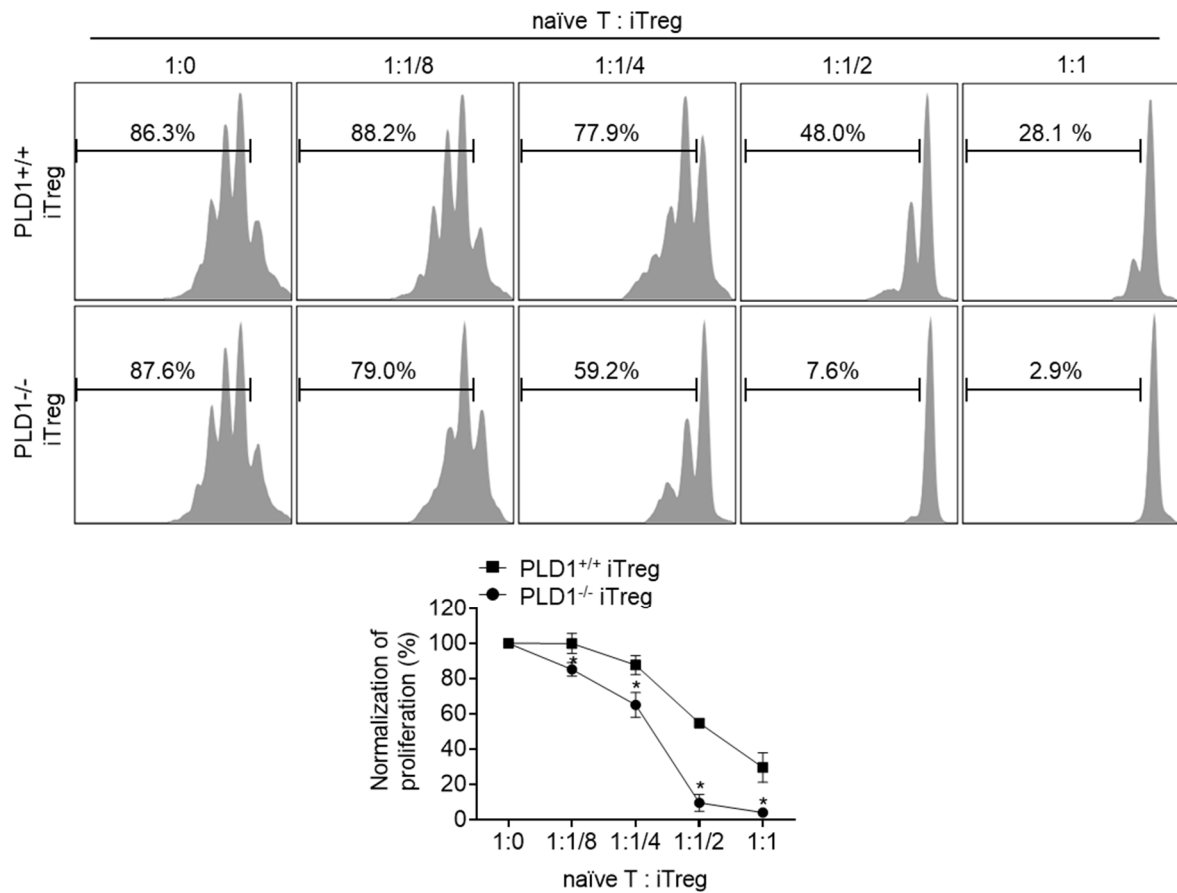 naïve T : iTreg
1:0 1:1/8 1:1/4 1:1/2 1:1
PLD1+/+
iTreg
86.3% 88.2% 77.9% 48.0% 28.1 %
PLD1-/-
iTreg
87.6% 79.0% 59.2% 7.6% 2.9%
PLD1+/+ iTreg
PLD1-/- iTreg
Normalization of
proliferation (%)
120
100
80
60
40
20
0
* * * *
1:0 1:1/8 1:1/4 1:1/2 1:1
naïve T : iTreg